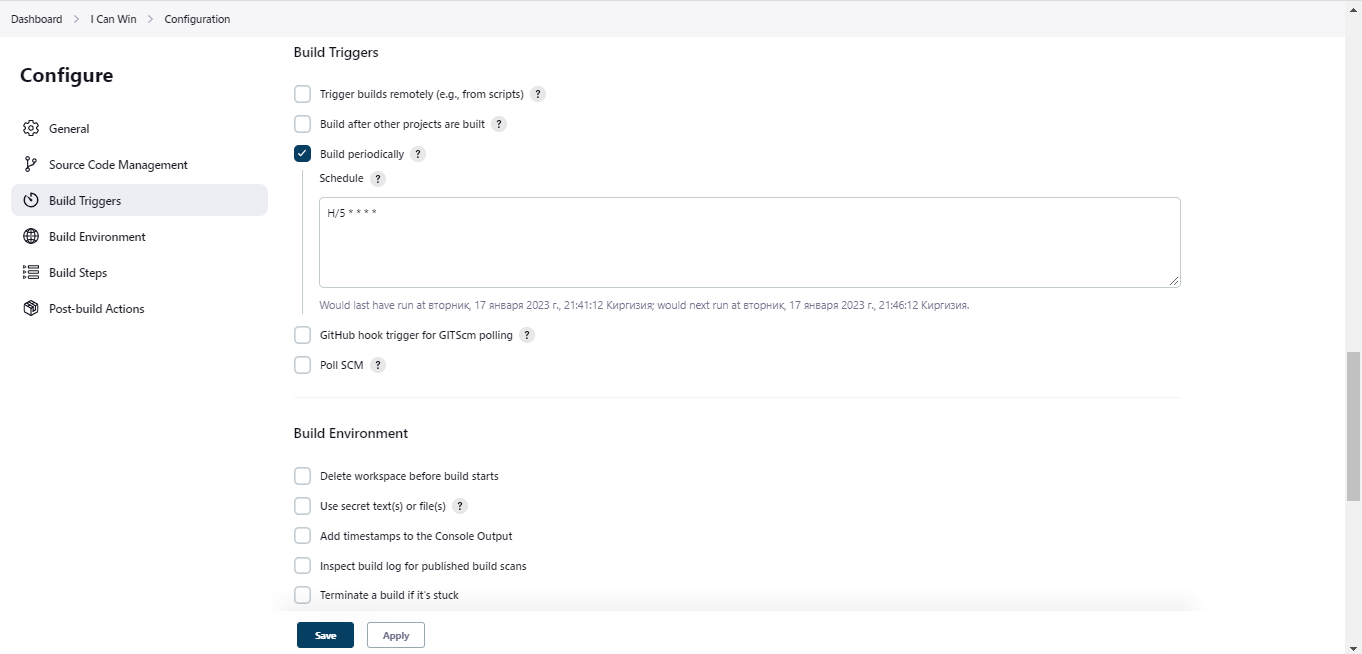 Dashboard > I Can Win > Configuration
Configure
General
Source Code Management
Build Triggers
Build Environment
Build Steps
Post-build Actions
Build Triggers
Trigger builds remotely (e.g., from scripts) ?
Build after other projects are built ?
Build periodically ?
Schedule ?
H/5 * * * *
Would last have run at вторник, 17 января 2023 г., 21:41:12 Киргизия; would next run at вторник, 17 января 2023 г., 21:46:12 Киргизия.
GitHub hook trigger for GITScm polling ?
Poll SCM ?
Build Environment
Delete workspace before build starts
Use secret text(s) or file(s) ?
Add timestamps to the Console Output
Inspect build log for published build scans
Terminate a build if it's stuck
Save Apply